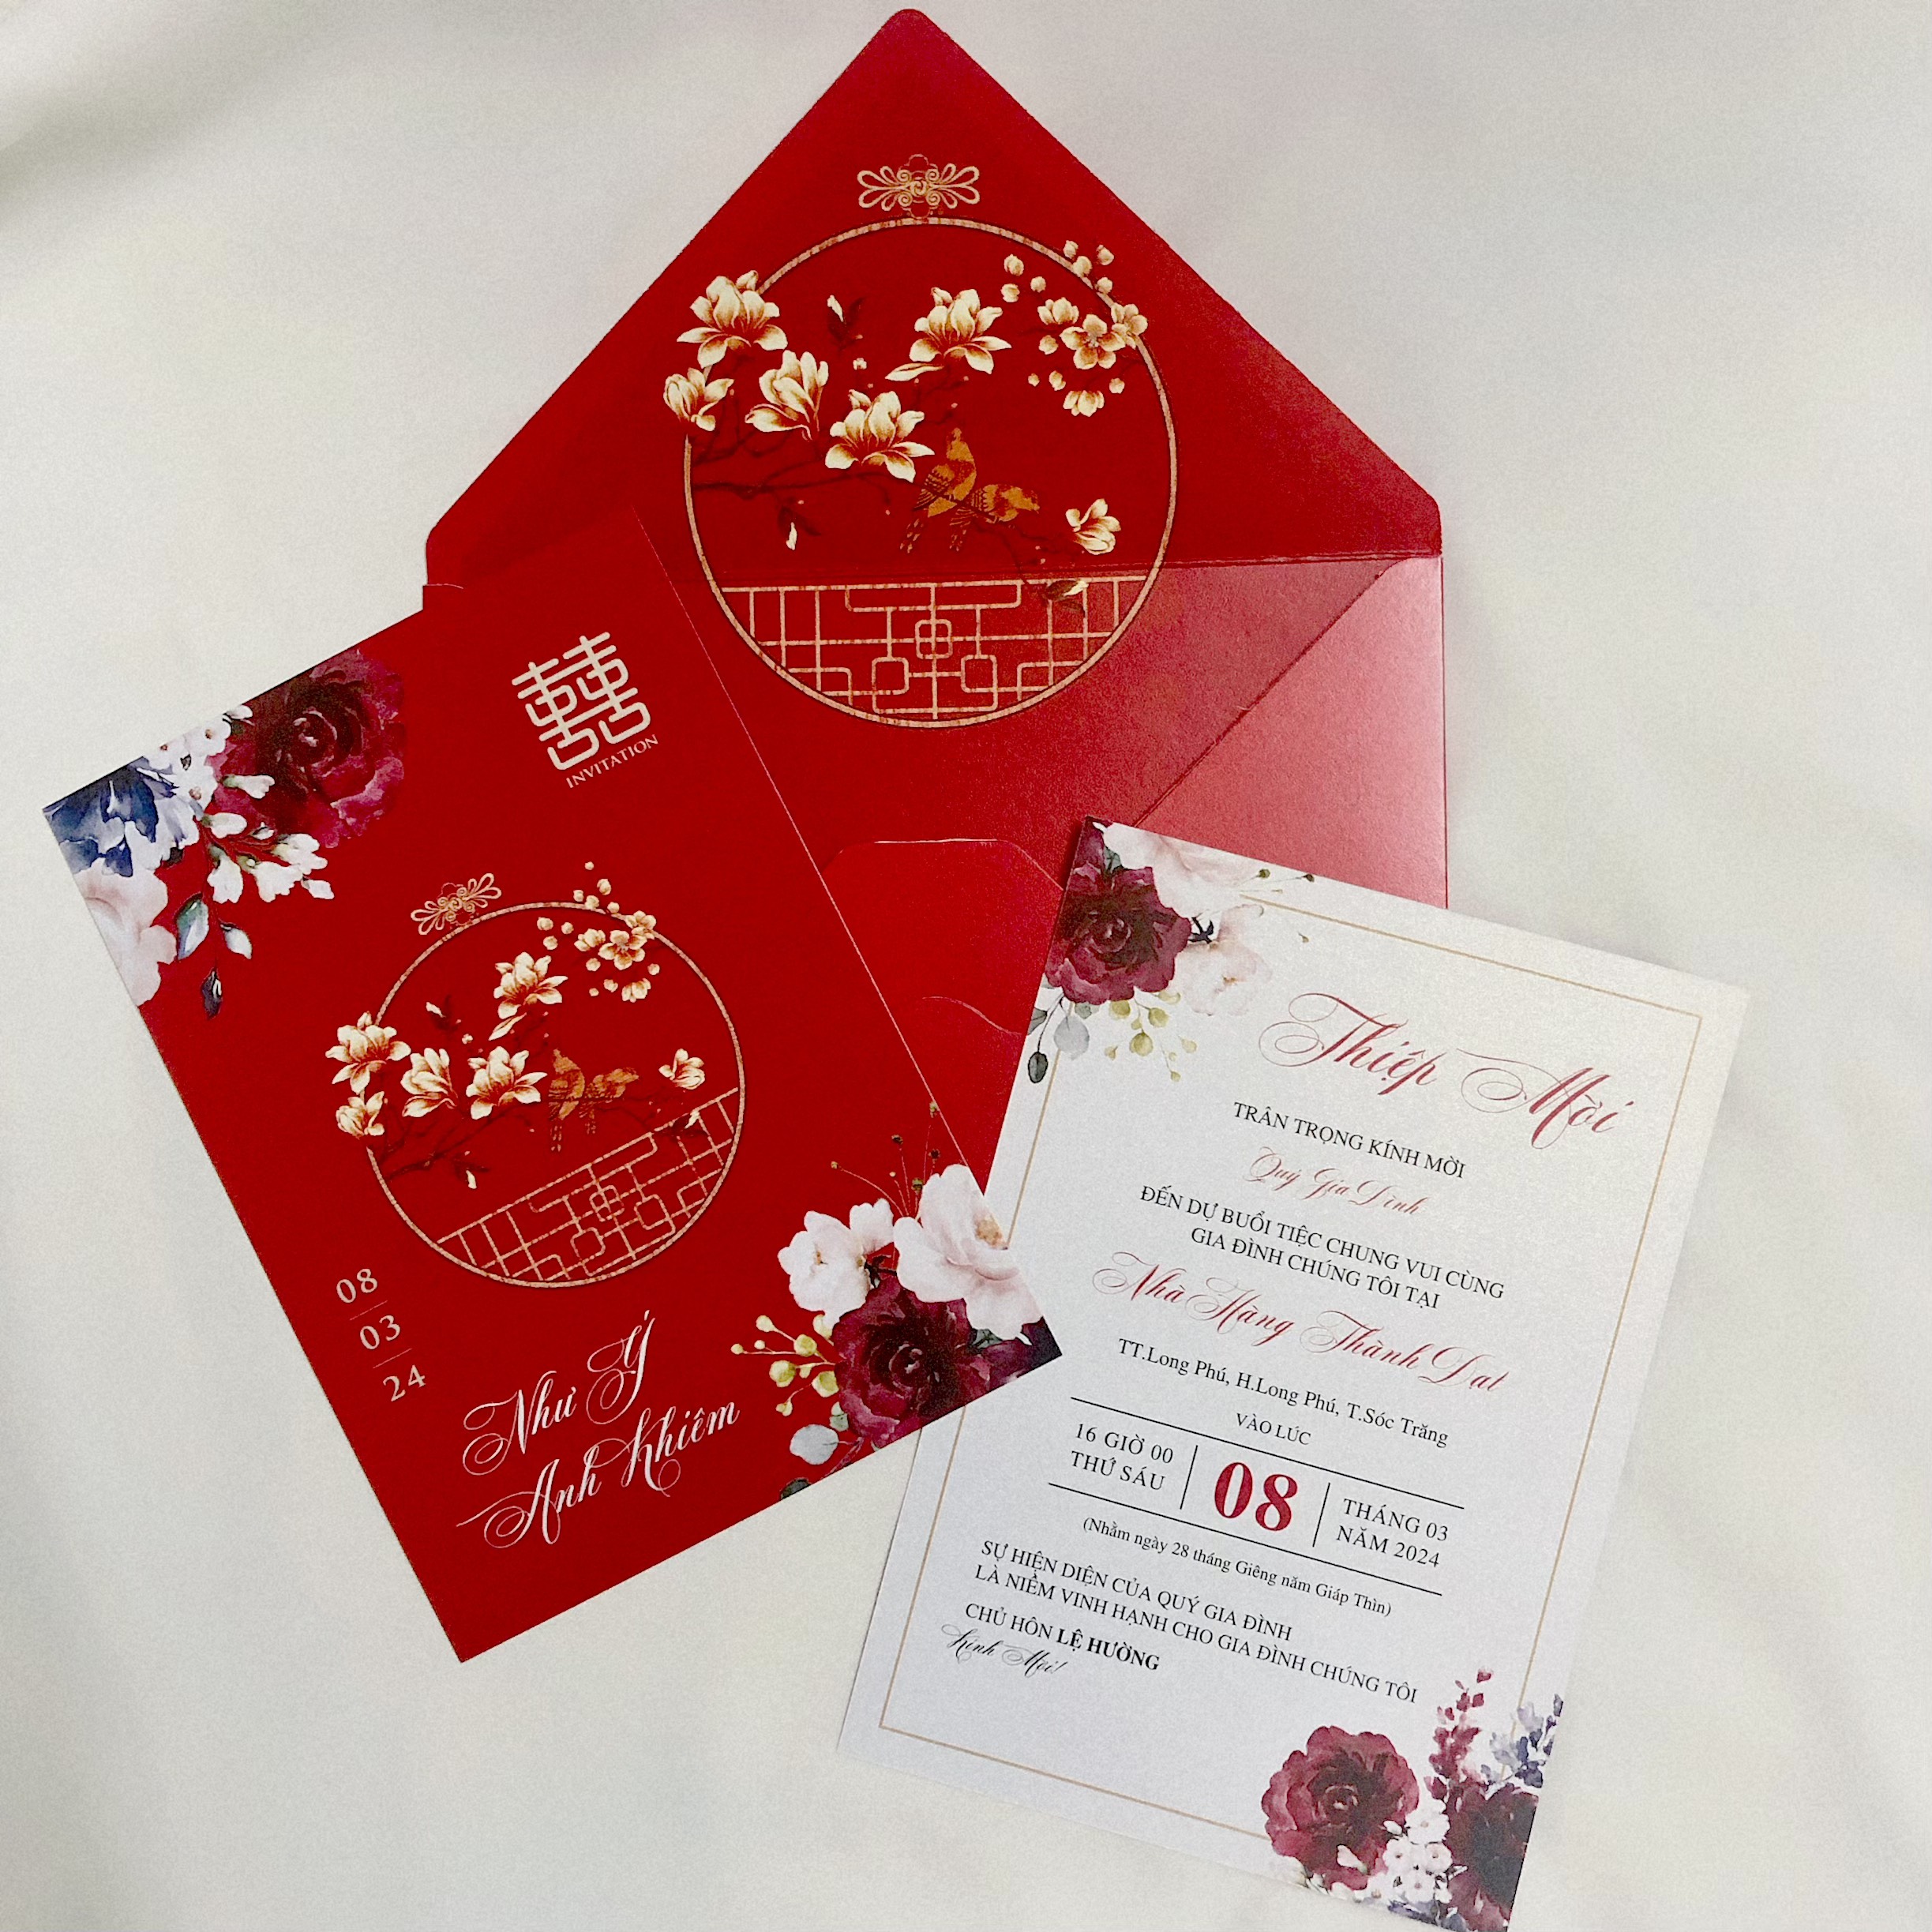 囍
INVITATION
08
03
24
Như Ý
Anh Khiêm
Thiệp Mời
TRÂN TRỌNG KÍNH MỜI
Quý Gia Đình
ĐẾN DỰ BUỔI TIỆC CHUNG VUI CÙNG
GIA ĐÌNH CHÚNG TÔI TẠI
Nhà Hàng Thành Đạt
TT.Long Phú, H.Long Phú, T.Sóc Trăng
VÀO LÚC
16 GIỜ 00
THỨ SÁU
08
THÁNG 03
NĂM 2024
(Nhằm ngày 28 tháng Giêng năm Giáp Thìn)
SỰ HIỆN DIỆN CỦA QUÝ GIA ĐÌNH
LÀ NIỀM VINH HẠNH CHO GIA ĐÌNH CHÚNG TÔI
CHỦ HÔN LỆ HƯỜNG
Kính Mời!